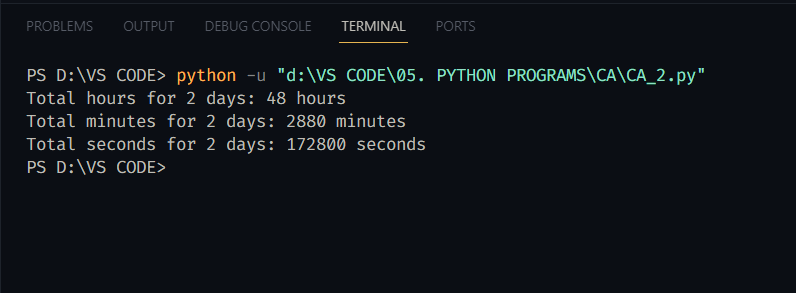 PROBLEMS OUTPUT DEBUG CONSOLE TERMINAL PORTS
PS D:\VS CODE> python -u "d:\VS CODE\05. PYTHON PROGRAMS\CA\CA_2.py"
Total hours for 2 days: 48 hours
Total minutes for 2 days: 2880 minutes
Total seconds for 2 days: 172800 seconds
PS D:\VS CODE>